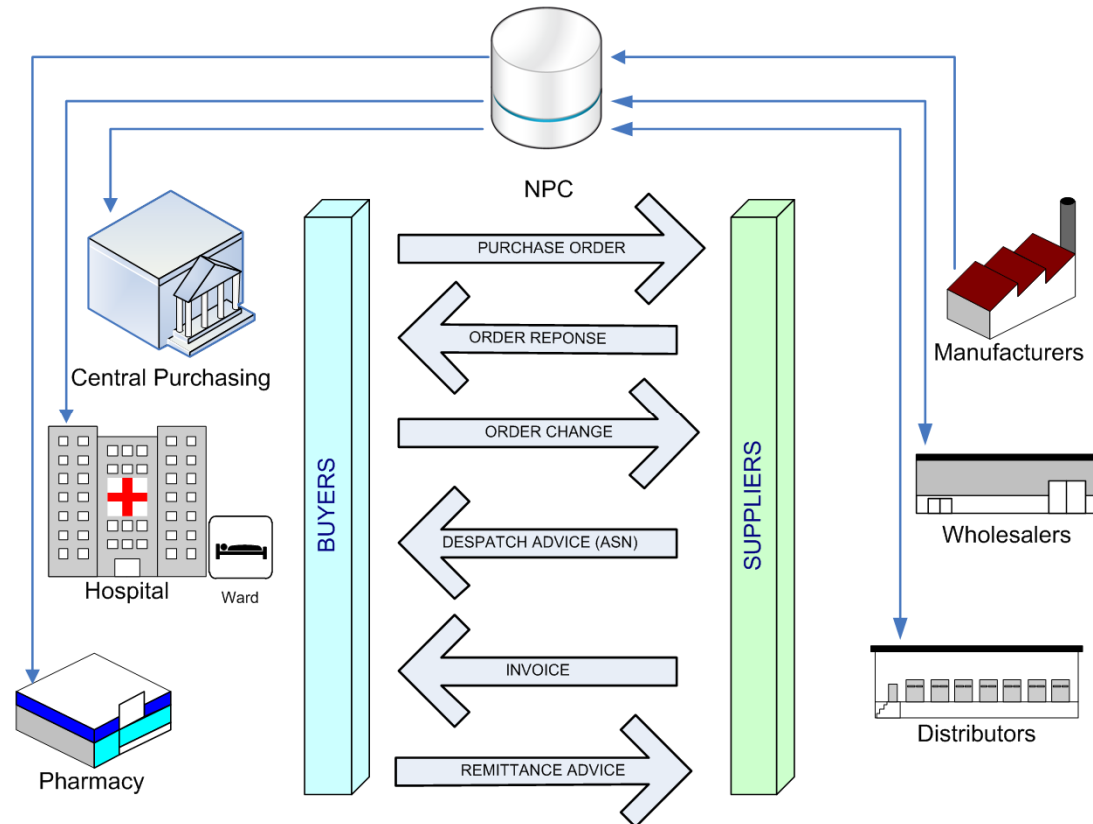 NPC
PURCHASE ORDER
ORDER REPONSE
Manufacturers
Central Purchasing
ORDER CHANGE
BUYERS
SUPPLIERS
DESPATCH ADVICE (ASN)
Wholesalers
Hospital
Ward
INVOICE
Distributors
REMITTANCE ADVICE
Pharmacy